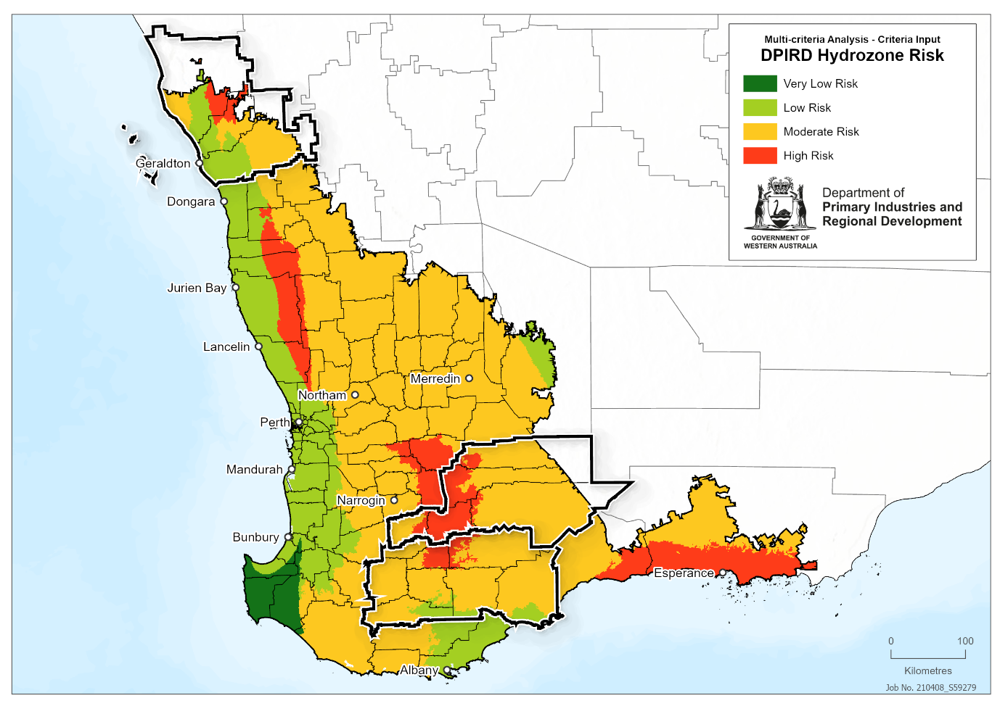 Multi-criteria Analysis - Criteria Input
DPIRD Hydrozone Risk
Very Low Risk
Low Risk
Moderate Risk
High Risk
Department of
Primary Industries and
Regional Development
GOVERNMENT OF
WESTERN AUSTRALIA
Geraldton
Dongara
Jurien Bay
Lancelin
Merredin
Northam
Perth
Mandurah
Narrogin
Bunbury
Esperance
Albany
0 100
Kilometres
Job No. 210408_S59279